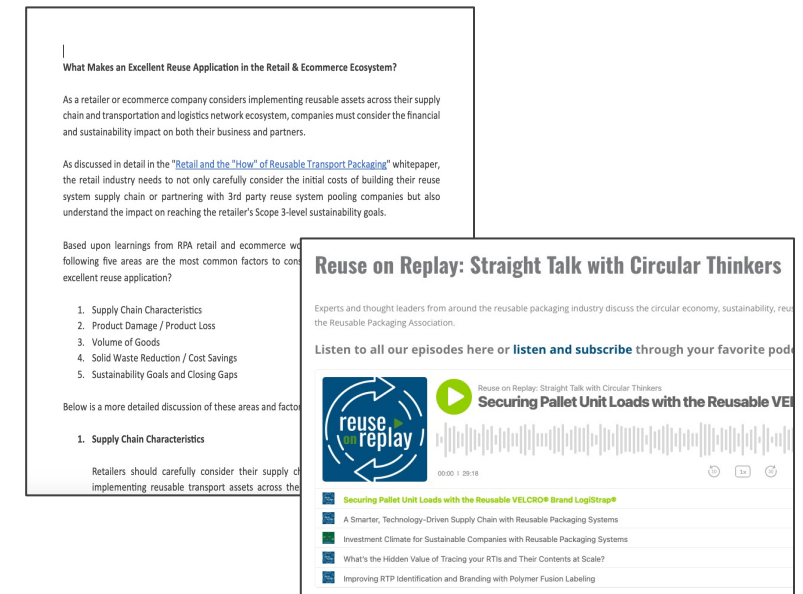 What Makes an Excellent Reuse Application in the Retail & Ecommerce Ecosystem?
As a retailer or ecommerce company considers implementing reusable assets across their supply
chain and transportation and logistics network ecosystem, companies must consider the financial
and sustainability impact on both their business and partners.
As discussed in detail in the "Retail and the "How" of Reusable Transport Packaging" whitepaper,
the retail industry needs to not only carefully consider the initial costs of building their reuse
system supply chain or partnering with 3rd party reuse system pooling companies but also
understand the impact on reaching the retailer's Scope 3-level sustainability goals.
Based upon learnings from RPA retail and ecommerce wo
following five areas are the most common factors to cons
excellent reuse application?
1. Supply Chain Characteristics
2. Product Damage / Product Loss
3. Volume of Goods
4. Solid Waste Reduction / Cost Savings
5. Sustainability Goals and Closing Gaps
Below is a more detailed discussion of these areas and factor
1. Supply Chain Characteristics
Retailers should carefully consider their supply ch
implementing reusable transport assets across the
Reuse on Replay: Straight Talk with Circular Thinkers
Experts and thought leaders from around the reusable packaging industry discuss the circular economy, sustainability, reus
the Reusable Packaging Association.
Listen to all our episodes here or listen and subscribe through your favorite pod
reuse
on replay
Reuse on Replay: Straight Talk with Circular Thinkers
Securing Pallet Unit Loads with the Reusable VEL
00:00 | 29:18
1x
Securing Pallet Unit Loads with the Reusable VELCRO® Brand LogiStrap®
A Smarter, Technology-Driven Supply Chain with Reusable Packaging Systems
Investment Climate for Sustainable Companies with Reusable Packaging Systems
What's the Hidden Value of Tracing your RTIs and Their Contents at Scale?
Improving RTP Identification and Branding with Polymer Fusion Labeling